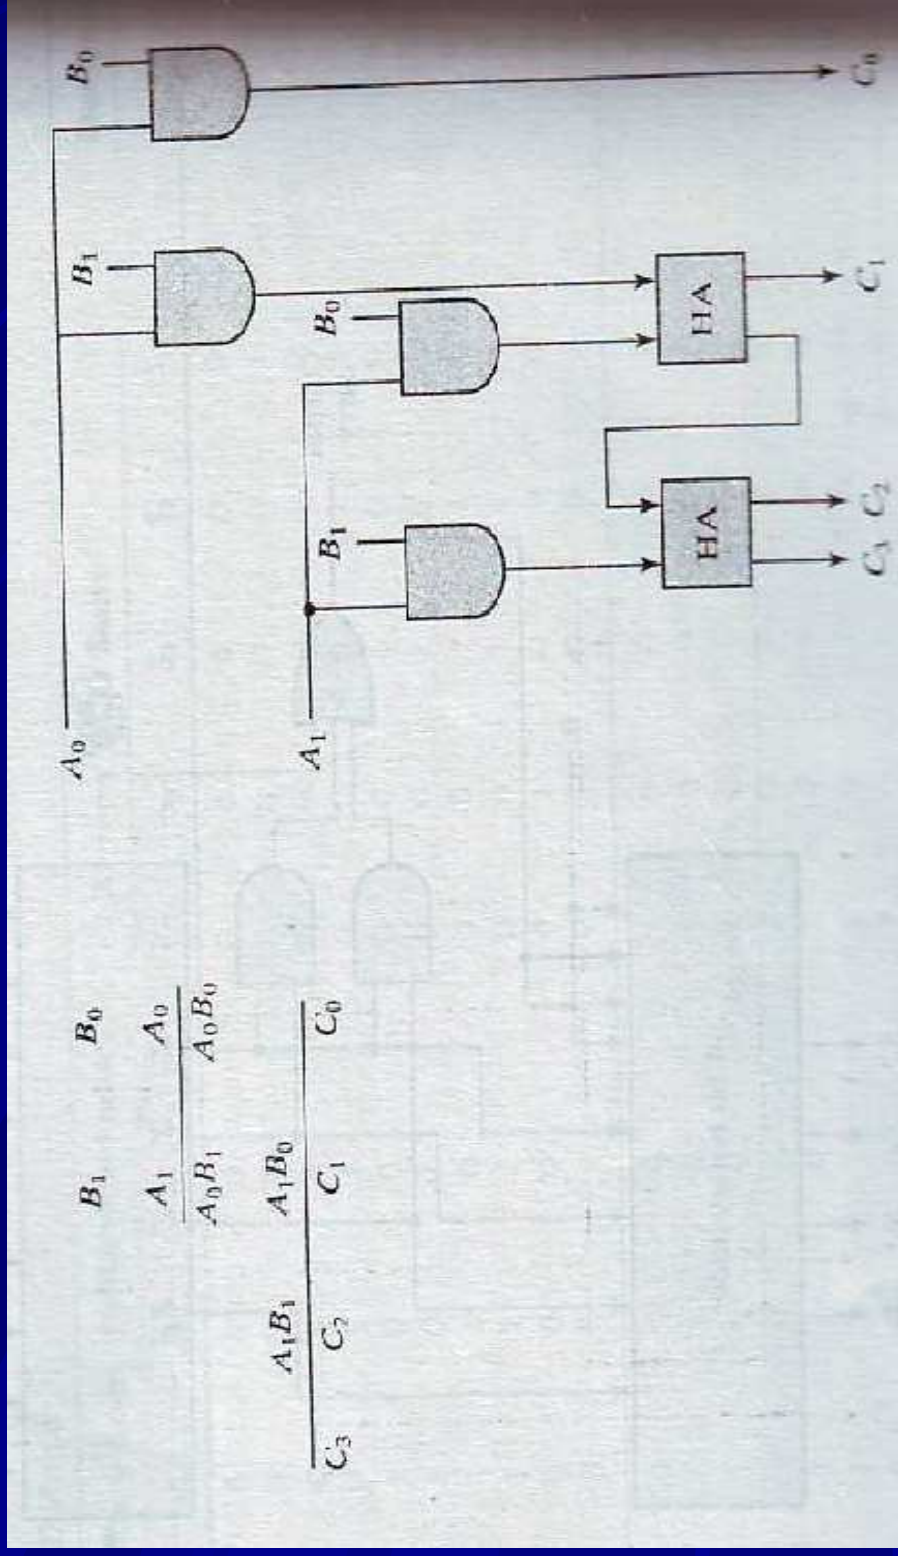 B₁ B₀
A₁ A₀
A₀B₁ A₀B₀
A₁B₁ A₁B₀
C₃ C₂ C₁ C₀
A₀
B₁
B₀
A₁
B₁
B₀
HA
HA
C₃ C₂
C₁
C₀